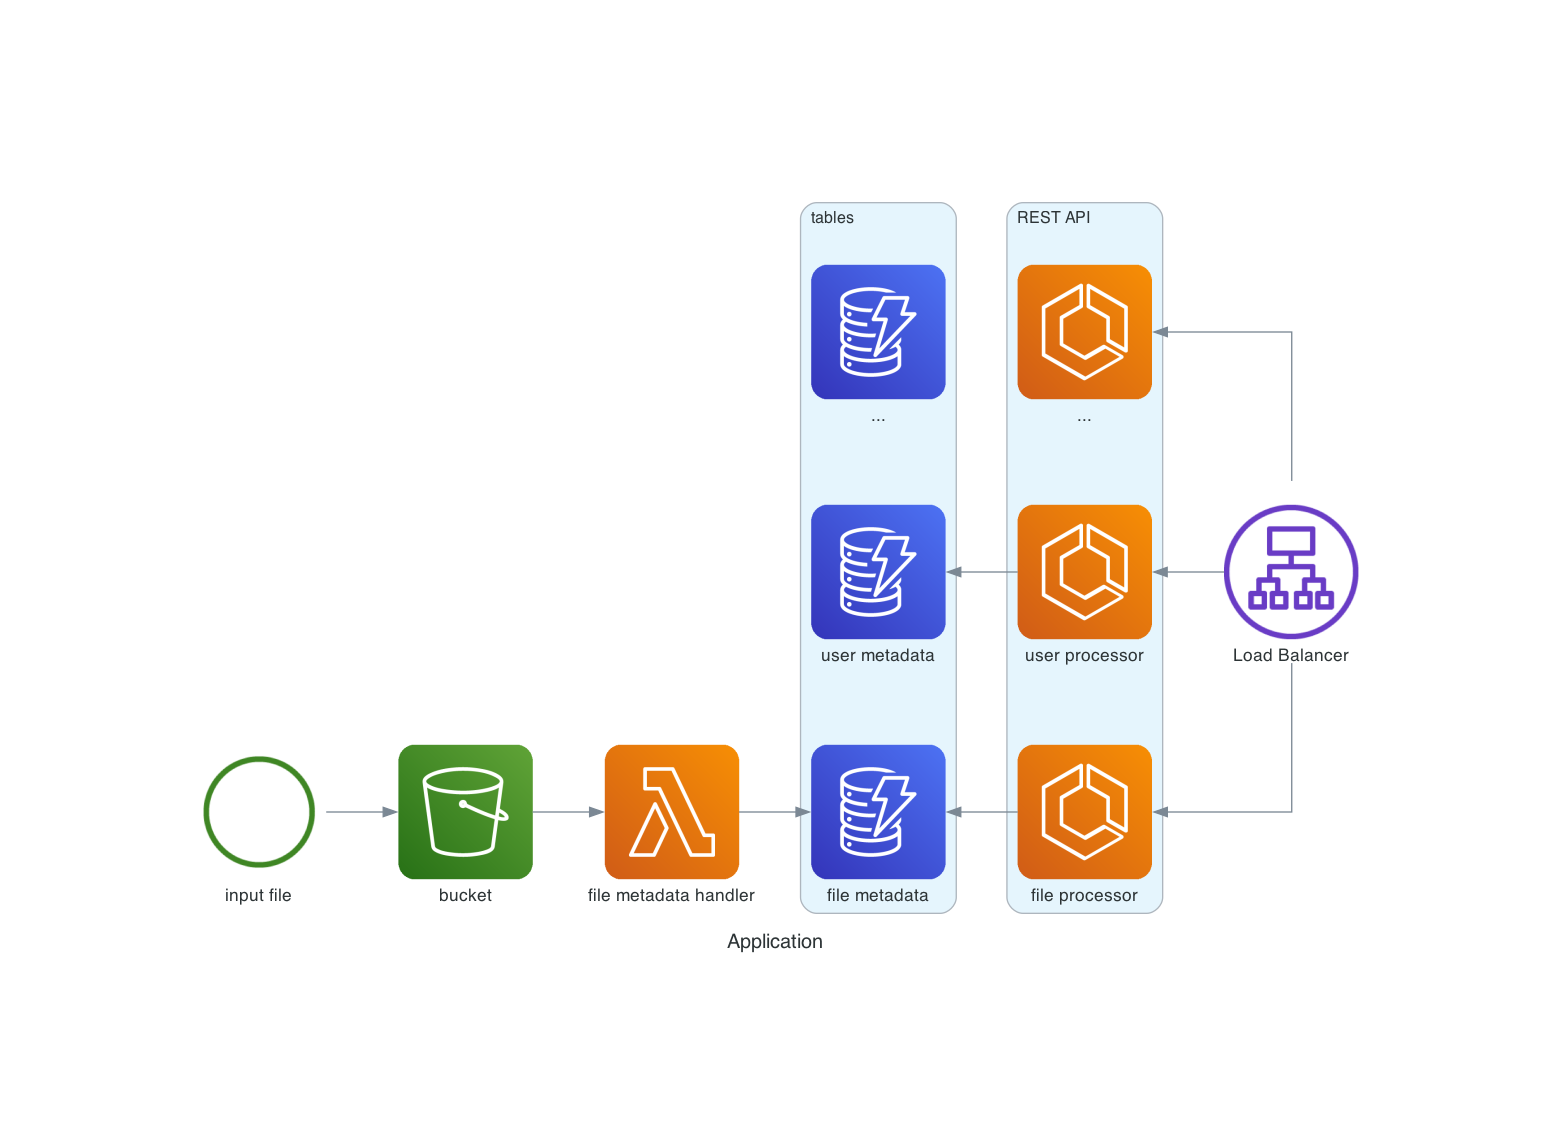 tables
REST API
...
...
user metadata
user processor
Load Balancer
input file
bucket
file metadata handler
file metadata
file processor
Application